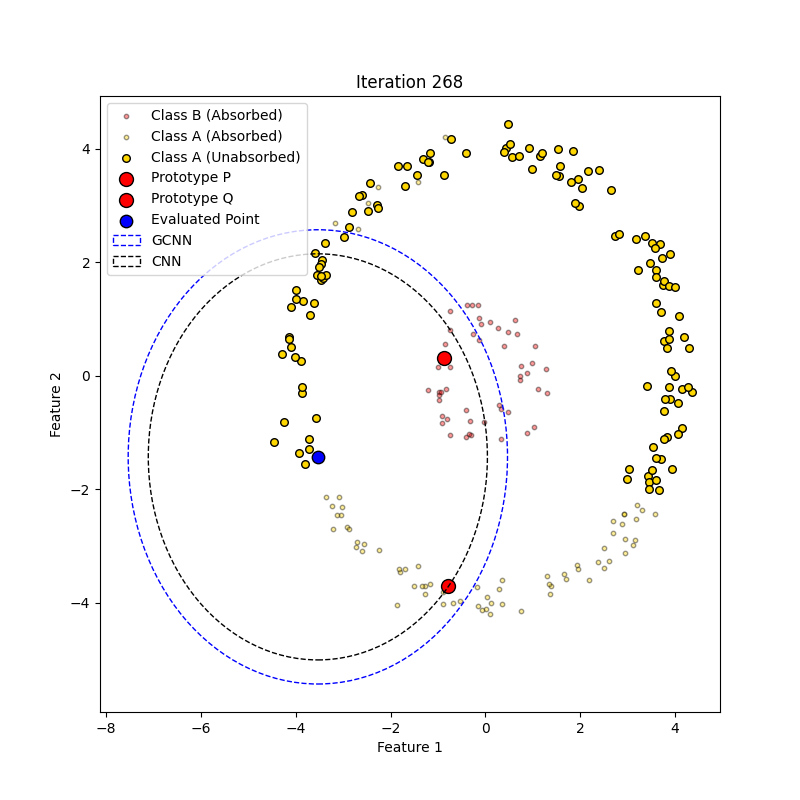 Iteration 268
Class B (Absorbed)
Class A (Absorbed)
Class A (Unabsorbed)
Prototype P
Prototype Q
Evaluated Point
GCNN
CNN
4
2
0
−2
−4
Feature 2
−8 −6 −4 −2 0 2 4
Feature 1